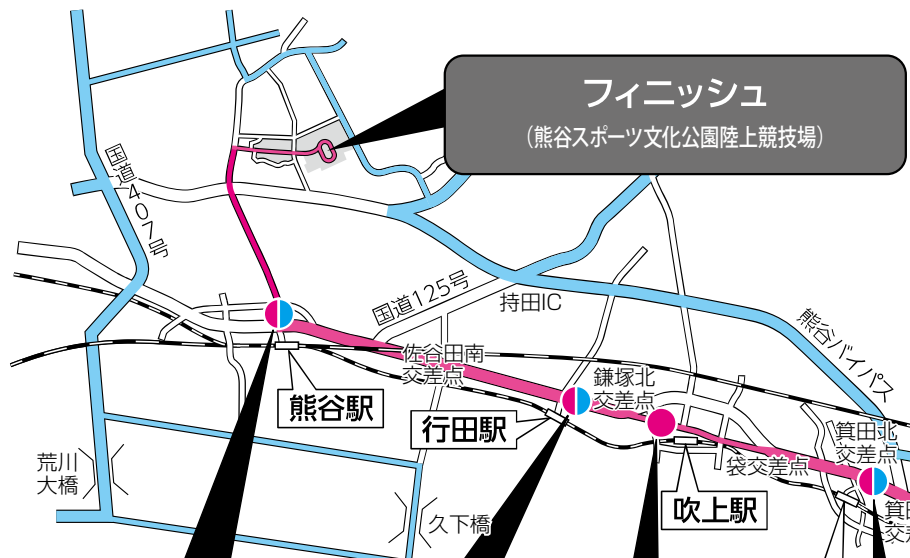 フィニッシュ
(熊谷スポーツ文化公園陸上競技場)
国道407号
国道125号
持田IC
熊谷バイパス
佐谷田南
交差点
鎌塚北
交差点
熊谷駅
行田駅
箕田北
交差点
袋交差点
吹上駅
荒川
大橋
久下橋
箕田
交差